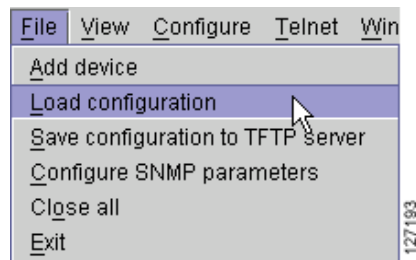 File View Configure Telnet Win
Add device
Load configuration
Save configuration to TFTP server
Configure SNMP parameters
Close all
Exit
127193